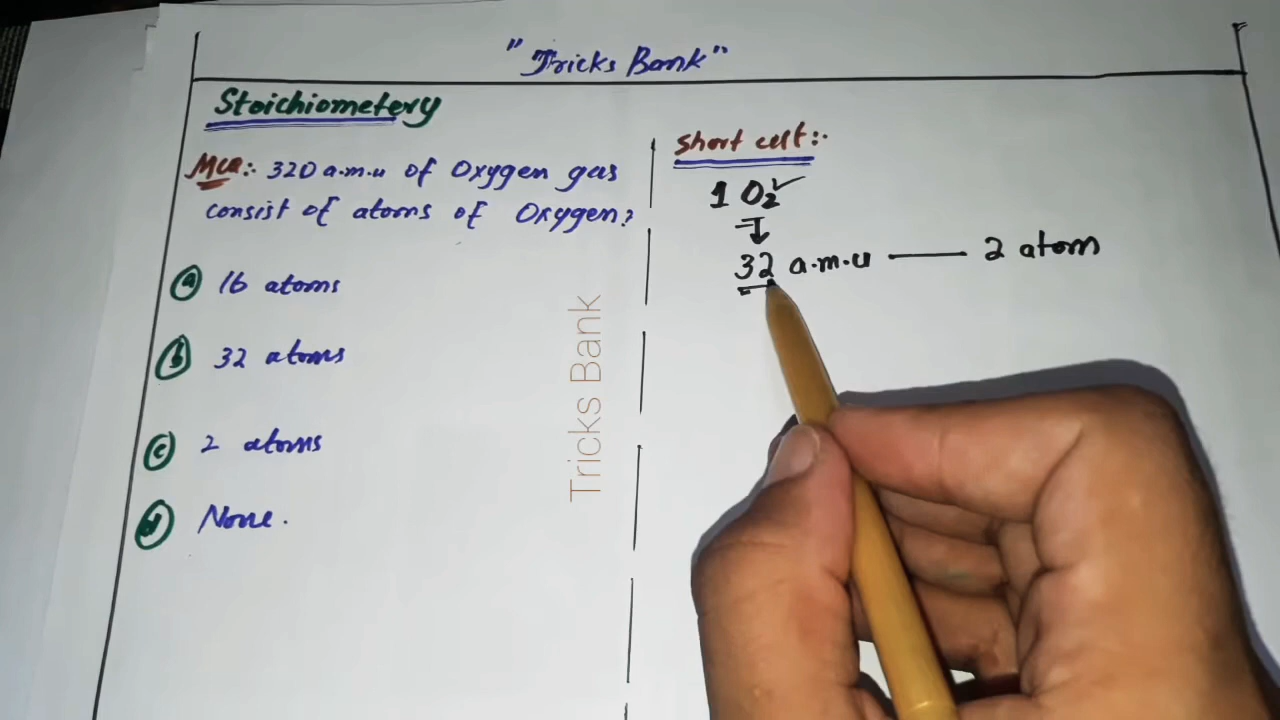 "Tricks Bank"
Stoichiometery
MCQ:. 320 a.m.u of Oxygen gas
consist of atoms of Oxygen?
a 16 atoms
b 32 atoms
c 2 atoms
d None.
Short cut:.
1 O2
32 a.m.u — 2 atom
Tricks Bank